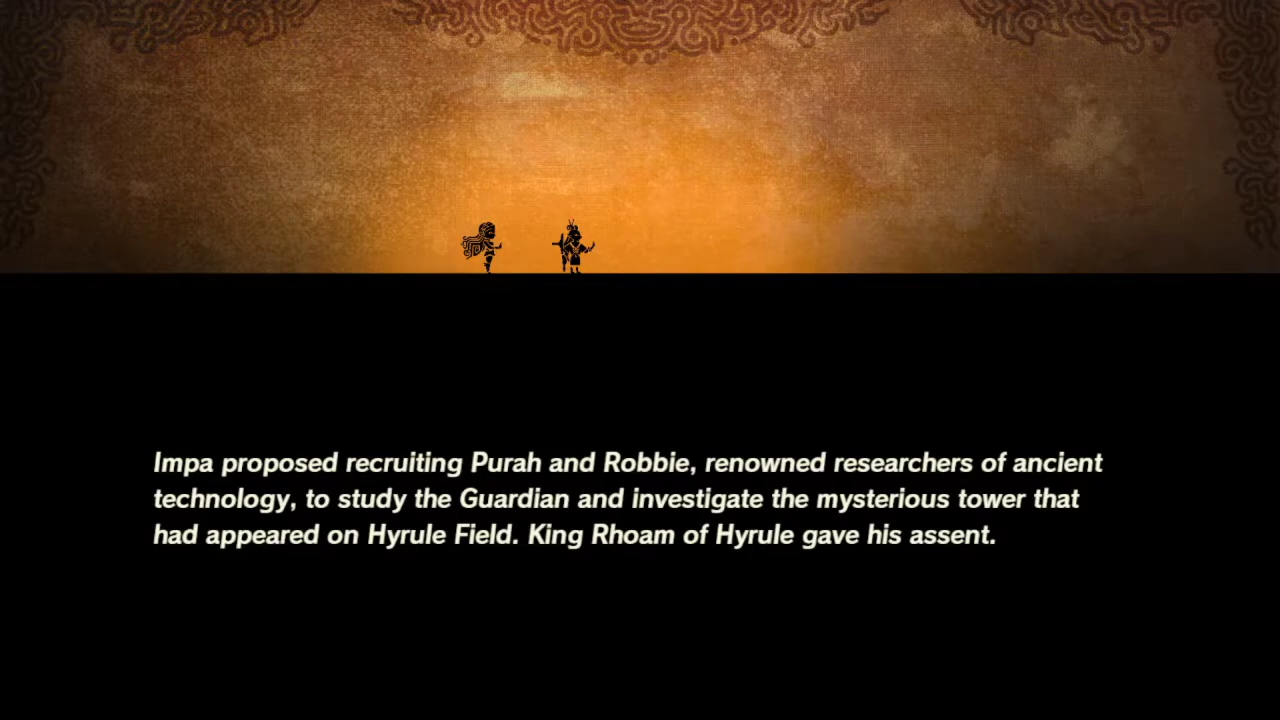 Impa proposed recruiting Purah and Robbie, renowned researchers of ancient
technology, to study the Guardian and investigate the mysterious tower that
had appeared on Hyrule Field. King Rhoam of Hyrule gave his assent.